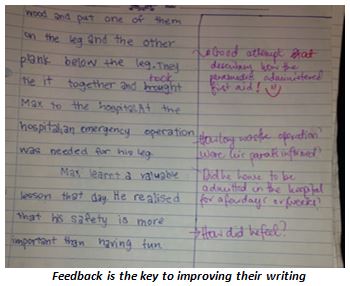 wood and put one of them
on the leg and the other
plank below the leg. They
tie it together and brought
took
Max to the hospital. At the
hospital an emergency operation
was needed for his leg.
Max learnt a valuable
lesson that day. He realised
that his safety is more
important than having fun.
Good attempt
describing how the
administered
first aid!
How long was the operation?
Were his parents informed?
Did he have to be
admitted in the hospital
for a few days or weeks?
How did he feel?
Feedback is the key to improving their writing